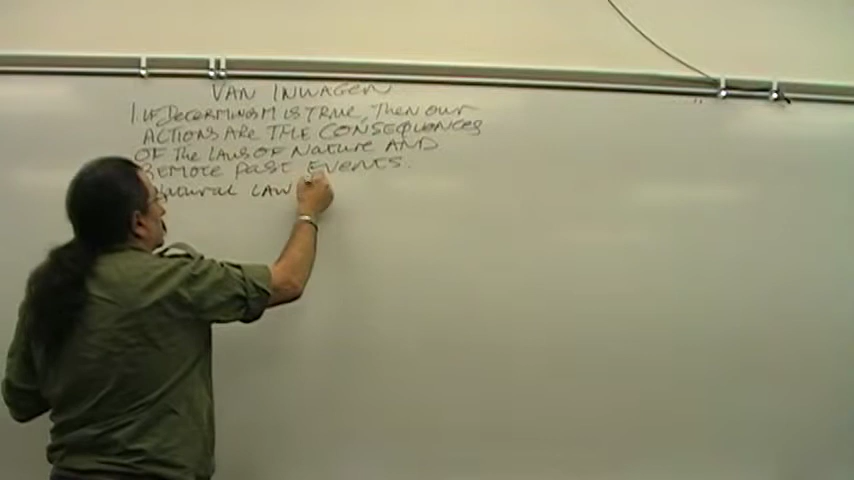 VAN INWAGEN
1. IF DETERMINISM IS TRUE, THEN OUR
ACTIONS ARE THE CONSEQUENCES
OF THE LAWS OF NATURE AND
REMOTE PAST EVENTS.
NATURAL LAW